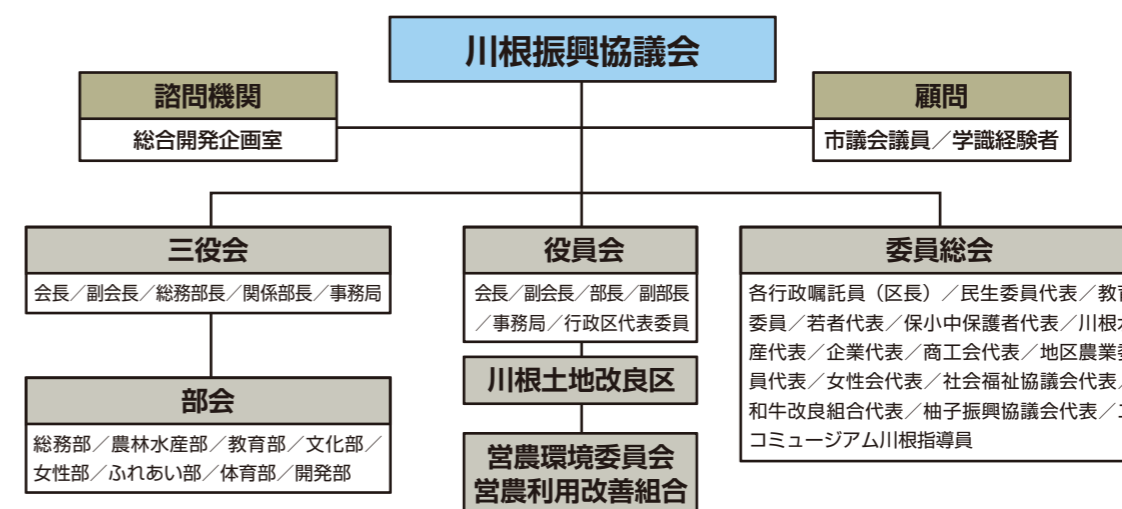 川根振興協議会
諮問機関
総合開発企画室
顧問
市議会議員／学識経験者
三役会
会長／副会長／総務部長／関係部長／事務局
部会
総務部／農林水産部／教育部／文化部／
女性部／ふれあい部／体育部／開発部
役員会
会長／副会長／部長／副部長
／事務局／行政区代表委員
川根土地改良区
営農環境委員会
営農利用改善組合
委員総会
各行政嘱託員（区長）／民生委員代表／教
委員／若者代表／保小中保護者代表／川根
産代表／企業代表／商工会代表／地区農業
員代表／女性会代表／社会福祉協議会代表／
和牛改良組合代表／柚子振興協議会代表／
コミュージアム川根指導員